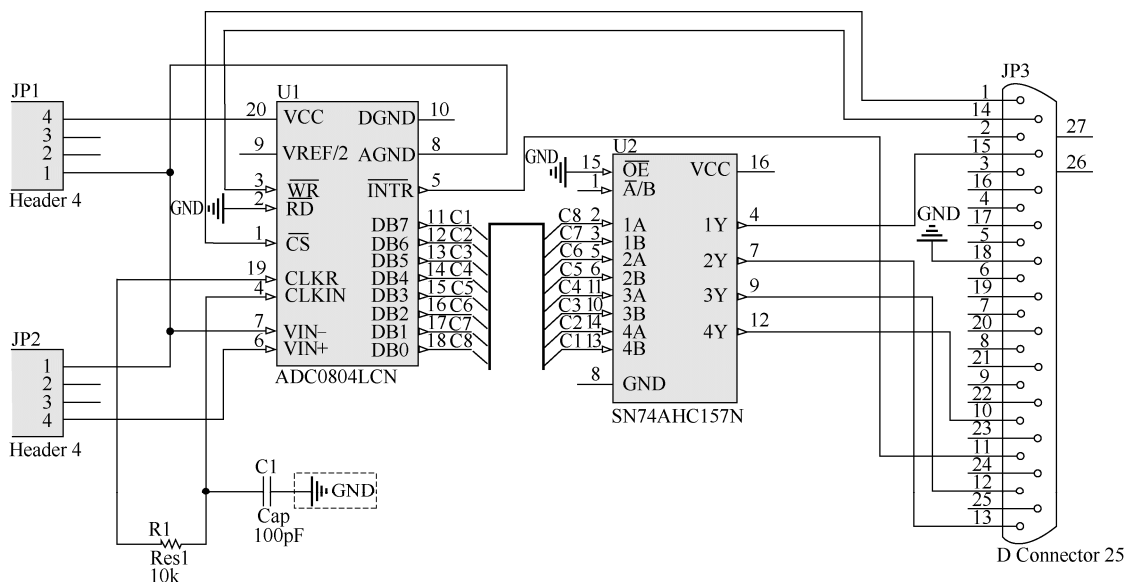 JP1
4
3
2
1
Header 4
JP2
1
2
3
4
Header 4
U1
20 VCC DGND 10
9 VREF/2 AGND 8
3 WR INTR 5
GND 2 RD
1 CS
DB7 11 C1
DB6 12 C2
DB5 13 C3
19 CLKR DB4 14 C4
4 CLKIN DB3 15 C5
DB2 16 C6
7 VIN− DB1 17 C7
6 VIN+ DB0 18 C8
ADC0804LCN
U2
GND 15 OE VCC 16
1 A/B
C8 2 1A 1Y 4
C7 3 1B
C6 5 2A 2Y 7
C5 6 2B
C4 11 3A 3Y 9
C3 10 3B
C2 14 4A 4Y 12
C1 13 4B
8 GND
SN74AHC157N
C1
GND
Cap
100pF
R1
Res1
10k
JP3
1
14
2
27
15
3
26
16
4
GND
17
5
18
6
19
7
20
8
21
9
22
10
23
11
24
12
25
13
D Connector 25